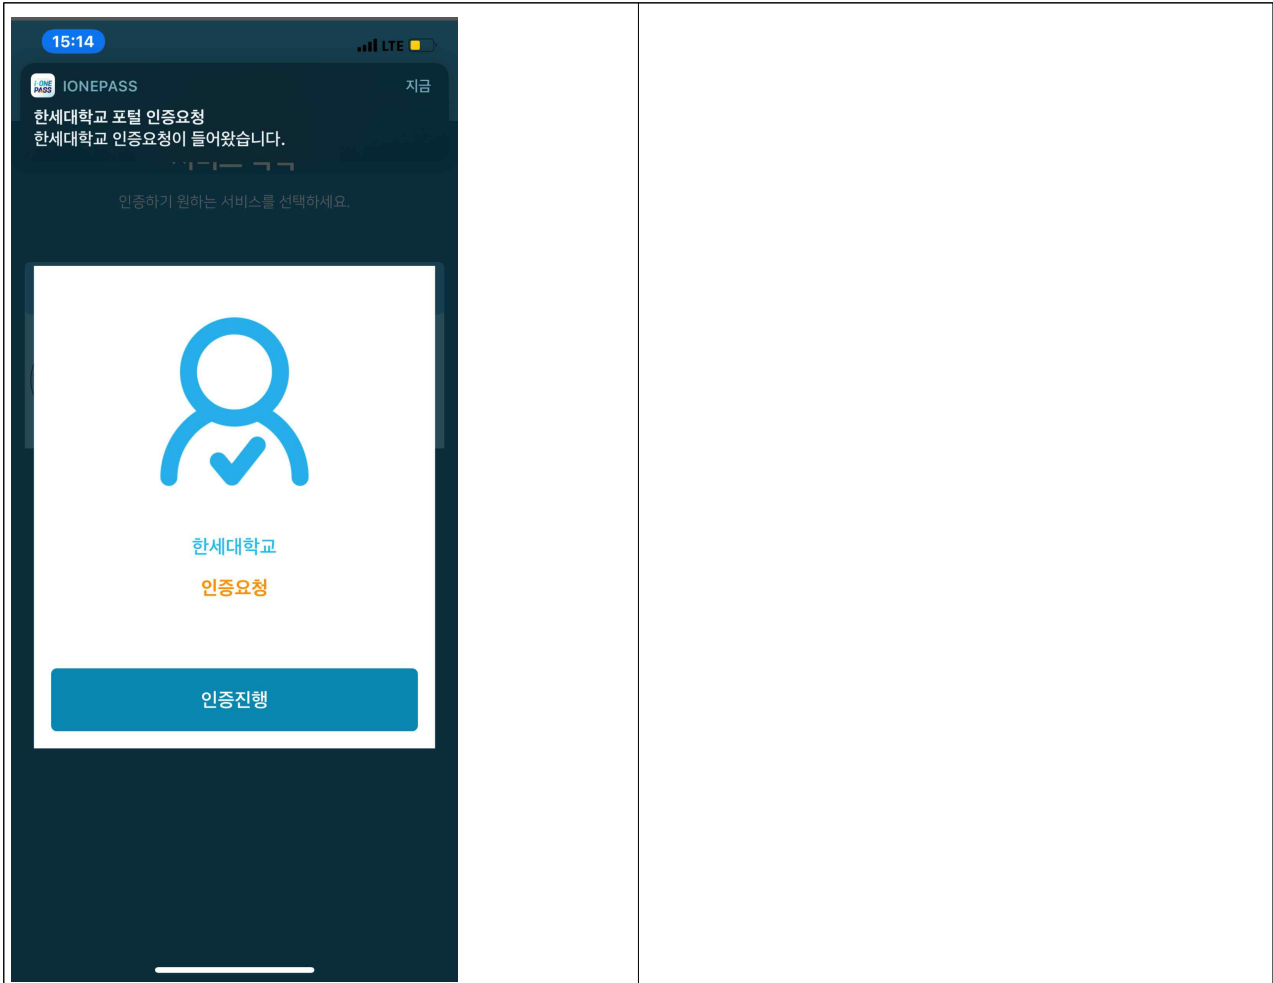 15:14
LTE
I-ONE
PASS
IONEPASS
지금
한세대학교 포털 인증요청
한세대학교 인증요청이 들어왔습니다.
인증하기 원하는 서비스를 선택하세요.
한세대학교
인증요청
인증진행